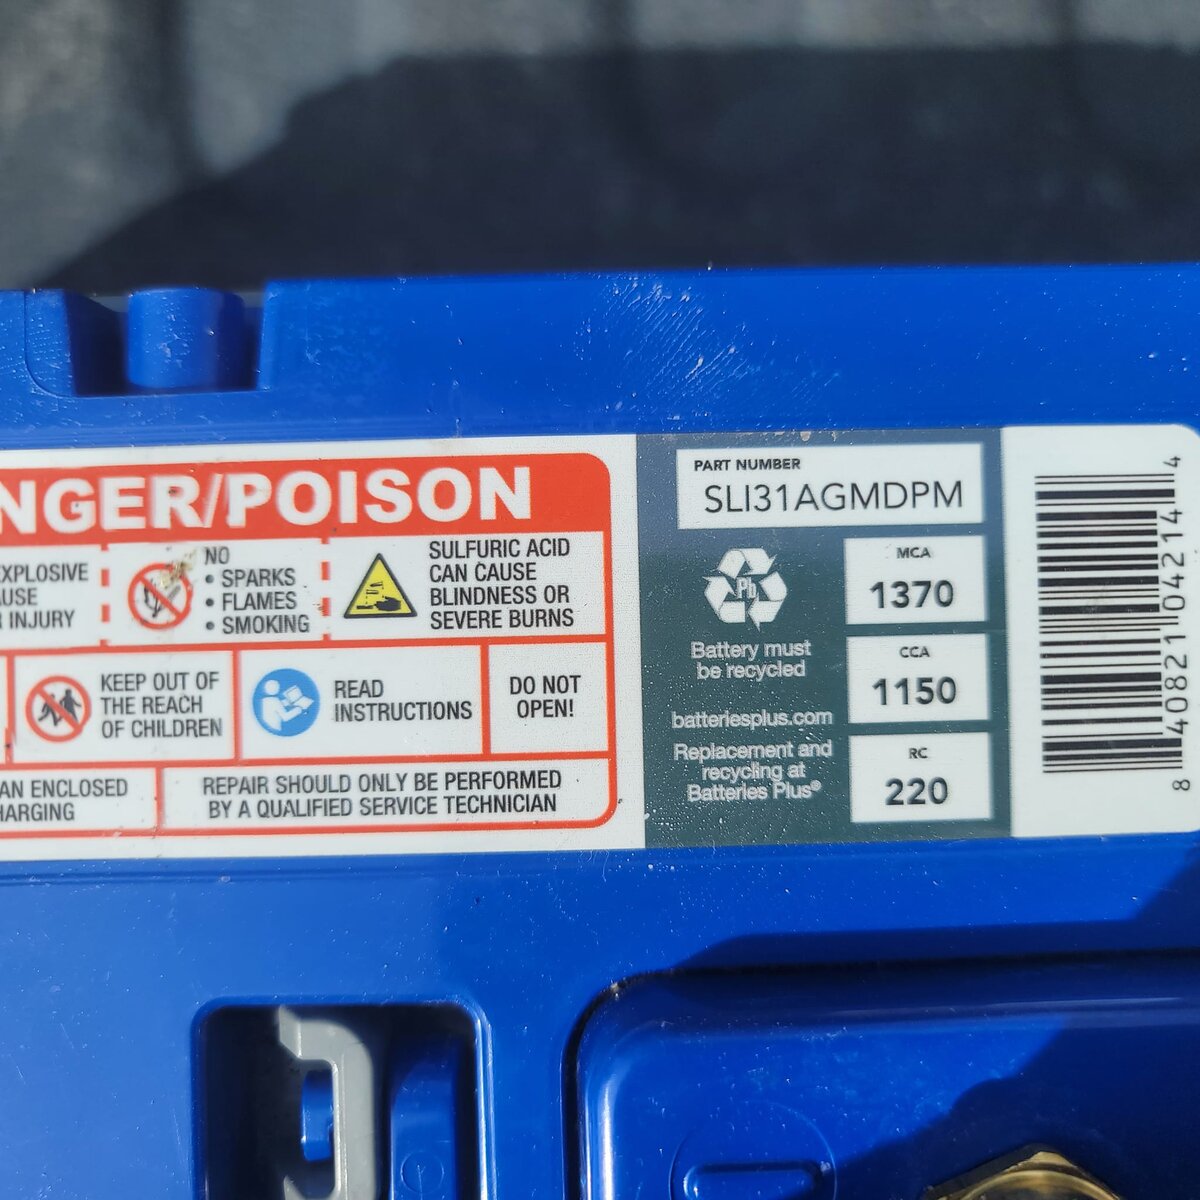 NGER/POISON
EXPLOSIVE
AUSE
R INJURY
NO
• SPARKS
• FLAMES
• SMOKING
SULFURIC ACID
CAN CAUSE
BLINDNESS OR
SEVERE BURNS
KEEP OUT OF
THE REACH
OF CHILDREN
READ
INSTRUCTIONS
DO NOT
OPEN!
AN ENCLOSED
HARGING
REPAIR SHOULD ONLY BE PERFORMED
BY A QUALIFIED SERVICE TECHNICIAN
PART NUMBER
SLI31AGMDPM
Pb
Battery must
be recycled
batteriesplus.com
Replacement and
recycling at
Batteries Plus®
MCA
1370
CCA
1150
RC
220
8 40821 04214 4